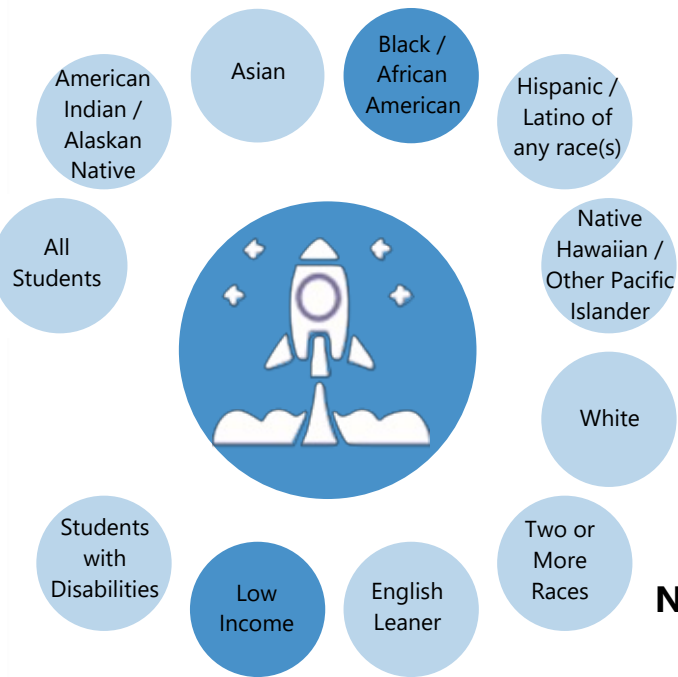 Black /
African
American
Asian
American
Indian /
Alaskan
Native
Hispanic /
Latino of
any race(s)
All
Students
Native
Hawaiian /
Other Pacific
Islander
White
Students
with
Disabilities
Low
Income
English
Leaner
Two or
More
Races
N